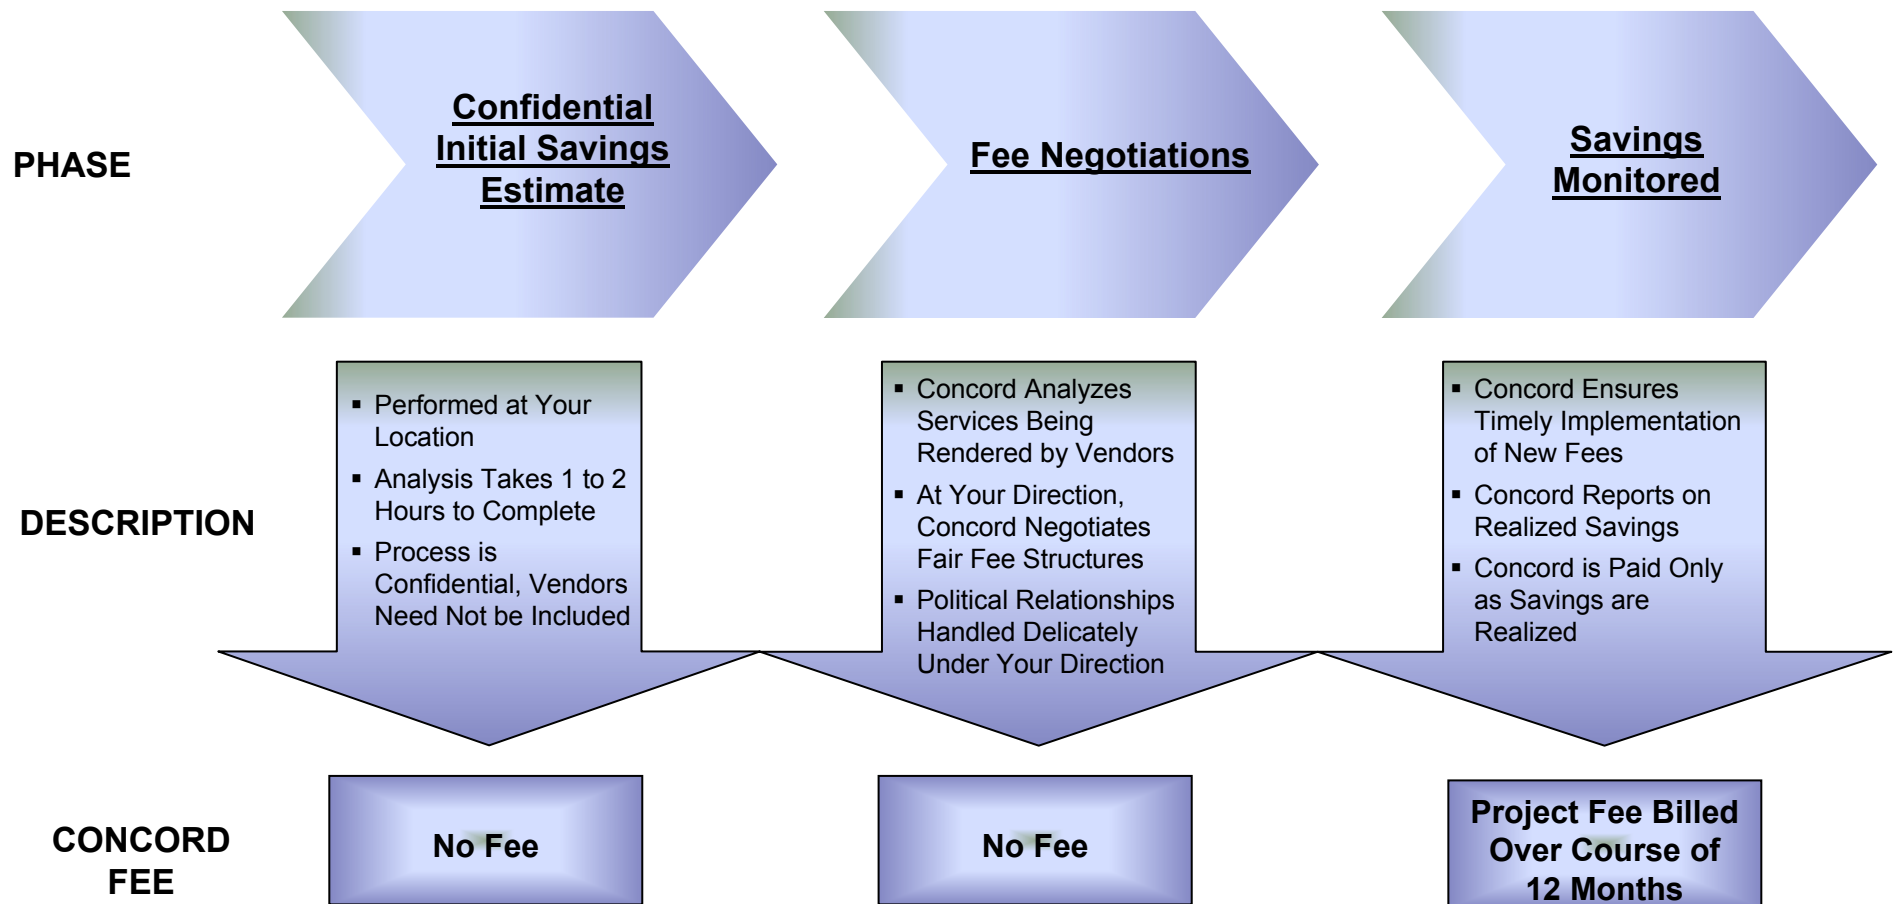 PHASE
Confidential
Initial Savings
Estimate
Fee Negotiations
Savings
Monitored
DESCRIPTION
▪ Performed at Your
Location
▪ Analysis Takes 1 to 2
Hours to Complete
▪ Process is
Confidential, Vendors
Need Not be Included
▪ Concord Analyzes
Services Being
Rendered by Vendors
▪ At Your Direction,
Concord Negotiates
Fair Fee Structures
▪ Political Relationships
Handled Delicately
Under Your Direction
▪ Concord Ensures
Timely Implementation
of New Fees
▪ Concord Reports on
Realized Savings
▪ Concord is Paid Only
as Savings are
Realized
CONCORD
FEE
No Fee
No Fee
Project Fee Billed
Over Course of
12 Months